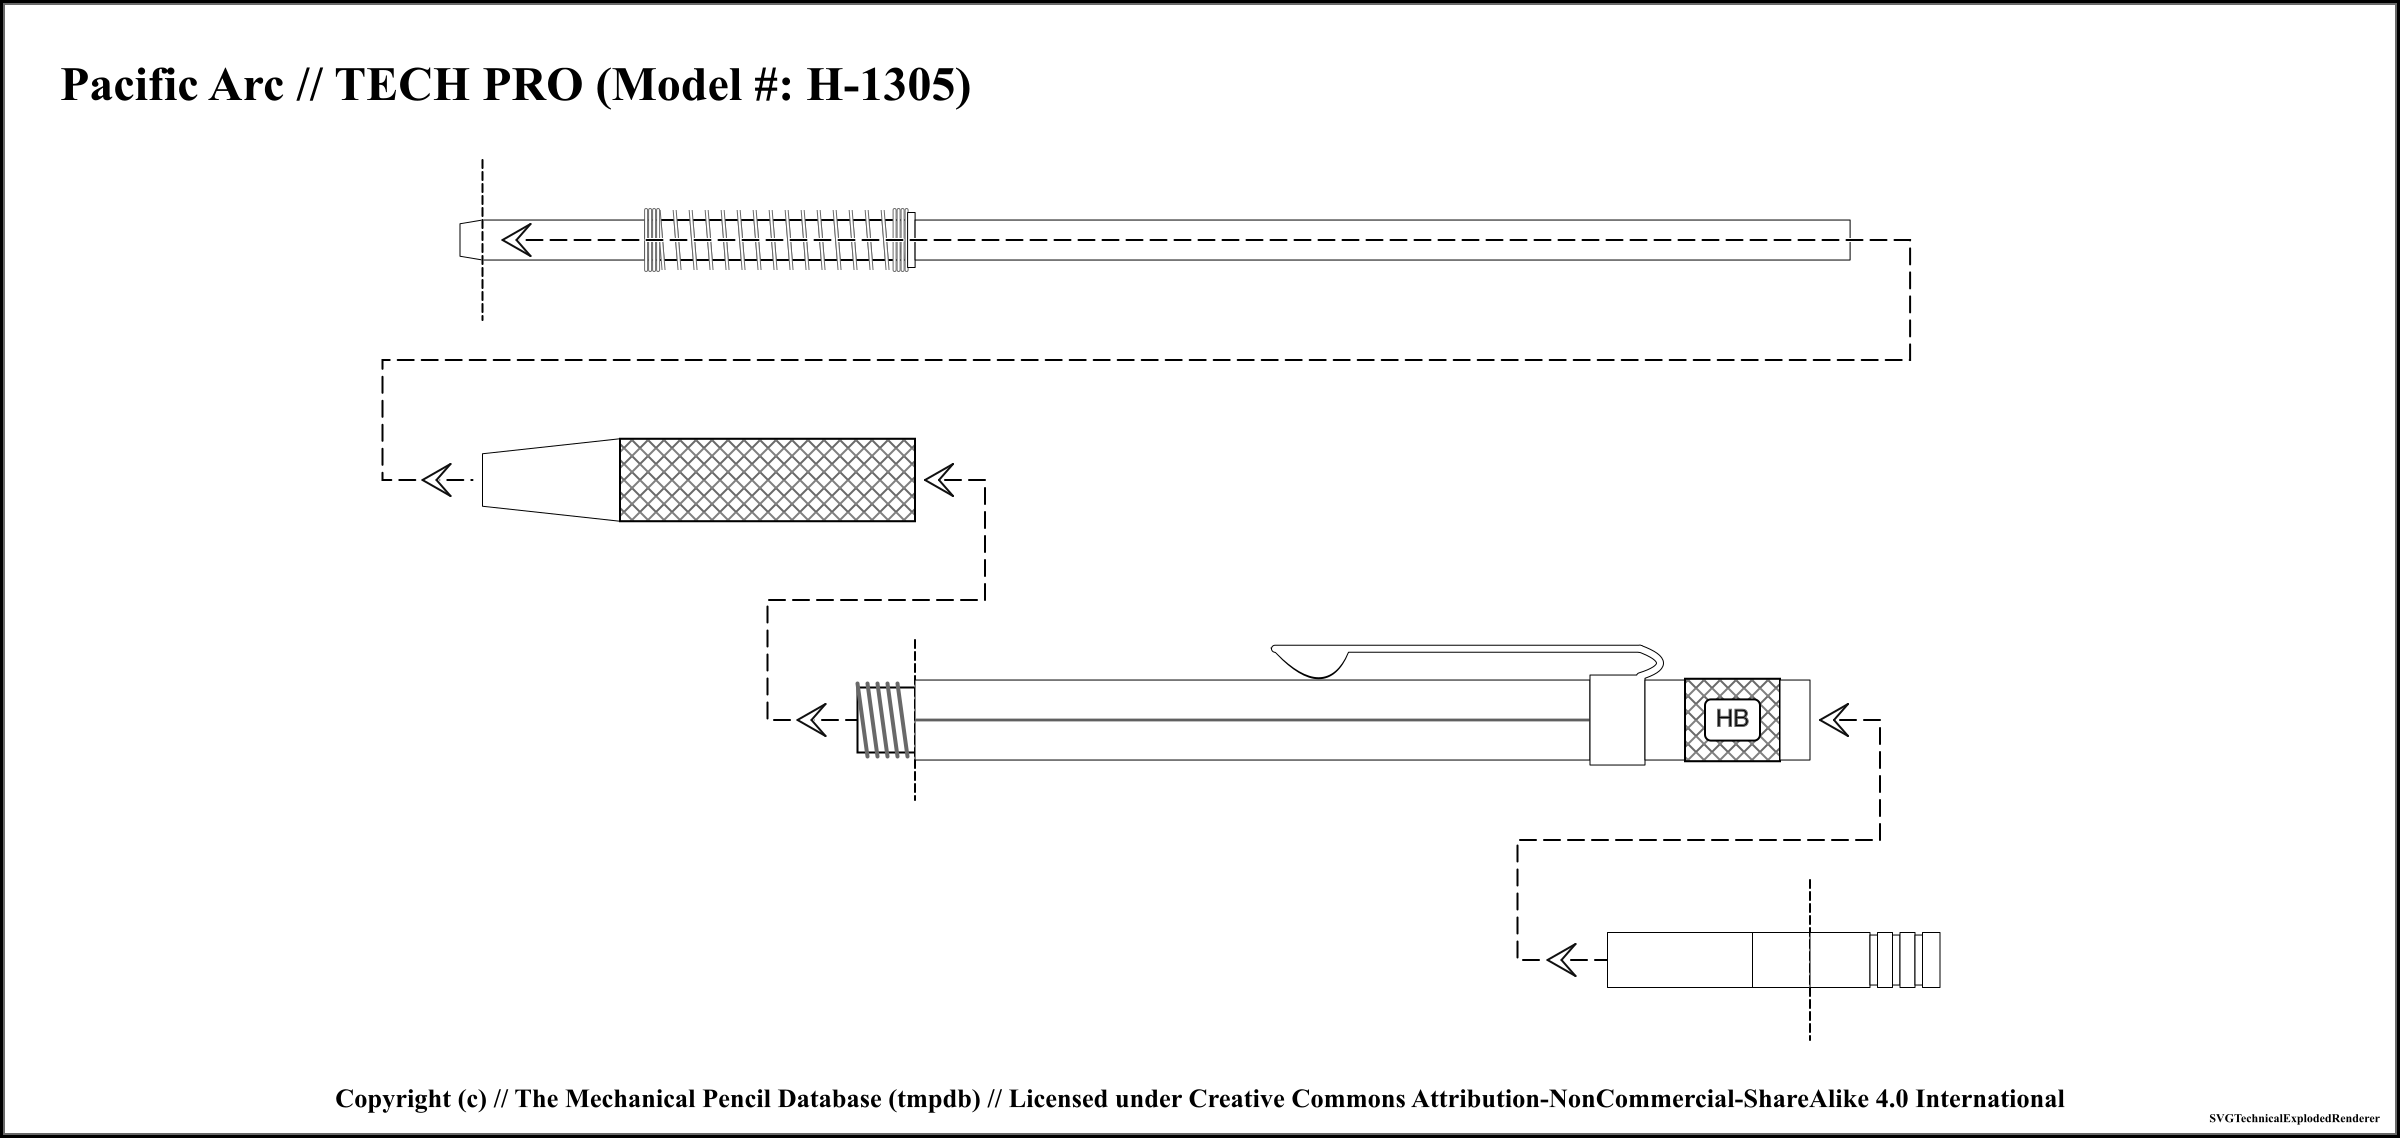 Pacific Arc // TECH PRO (Model #: H-1305)
HB
Copyright (c) // The Mechanical Pencil Database (tmpdb) // Licensed under Creative Commons Attribution-NonCommercial-ShareAlike 4.0 International
SVGTechnicalExplodedRenderer